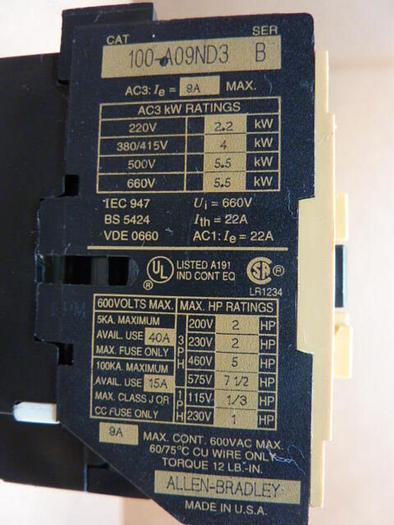 CAT SER
100-A09ND3 B
AC3: Ie = 9A MAX.
AC3 kW RATINGS
220V 2.2 kW
380/415V 4 kW
500V 5.5 kW
660V 5.5 kW
IEC 947 Ui = 660V
BS 5424 Ith = 22A
VDE 0660 AC1: Ie = 22A
UL LISTED A191
IND CONT EQ
LR1234
600VOLTS MAX. MAX. HP RATINGS
5KA. MAXIMUM 200V 2 HP
AVAIL. USE 40A 3 230V 2 HP
MAX. FUSE ONLY PH 460V 5 HP
100KA. MAXIMUM 575V 7 1/2 HP
AVAIL. USE 15A 1 115V 1/3 HP
MAX. CLASS J OR PH 230V 1 HP
CC FUSE ONLY
9A MAX. CONT. 600VAC MAX.
60/75°C CU WIRE ONLY
TORQUE 12 LB.-IN.
ALLEN-BRADLEY
MADE IN U.S.A.